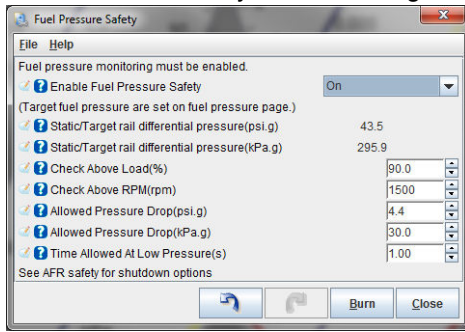 Fuel Pressure Safety
File Help
Fuel pressure monitoring must be enabled.
Enable Fuel Pressure Safety On
(Target fuel pressure are set on fuel pressure page.)
Static/Target rail differential pressure(psi.g) 43.5
Static/Target rail differential pressure(kPa.g) 295.9
Check Above Load(%) 90.0
Check Above RPM(rpm) 1500
Allowed Pressure Drop(psi.g) 4.4
Allowed Pressure Drop(kPa.g) 30.0
Time Allowed At Low Pressure(s) 1.00
See AFR safety for shutdown options
Burn Close